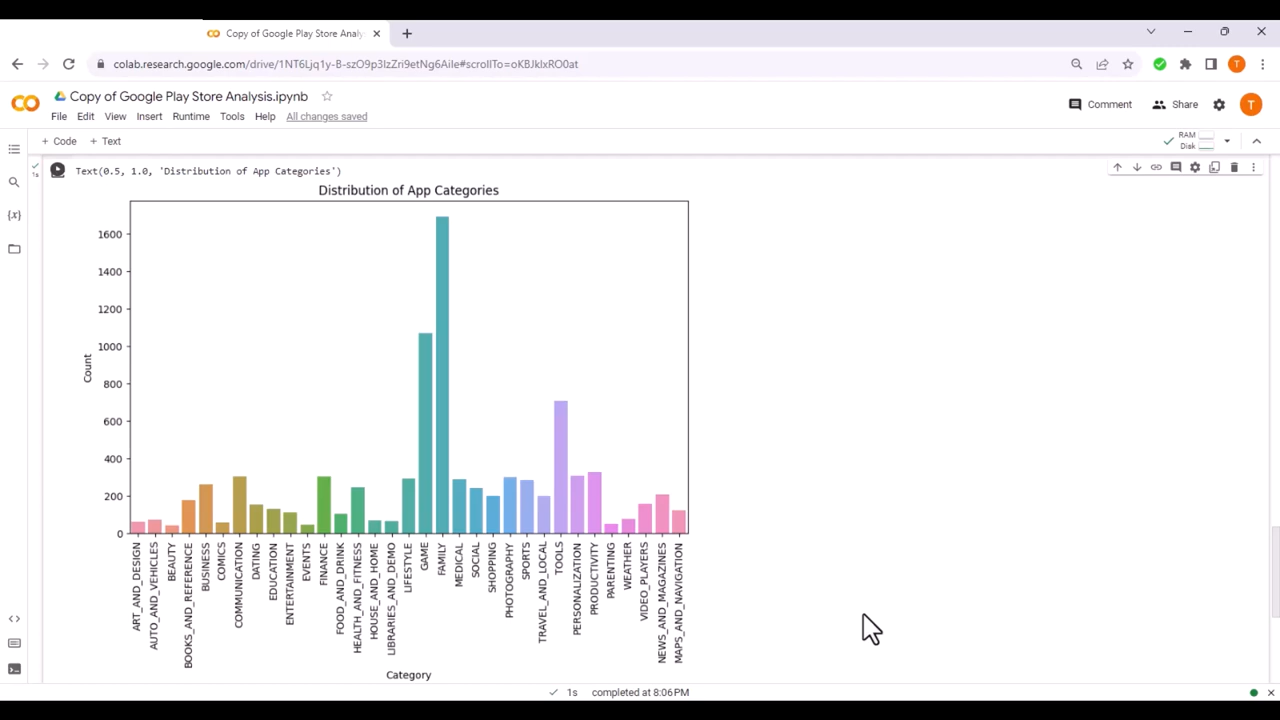 Copy of Google Play Store Analy
colab.research.google.com/drive/1NT6Ljq1y-B-szO9p3lzZri9etNg6Aile#scrollTo=oKBJklxRO0at
T
Copy of Google Play Store Analysis.ipynb
Comment
Share
T
File Edit View Insert Runtime Tools Help All changes saved
+ Code + Text
RAM
Disk
1s
Text(0.5, 1.0, 'Distribution of App Categories')
{x}
Distribution of App Categories
1600
1400
1200
1000
800
600
400
200
0
Count
ART_AND_DESIGN
AUTO_AND_VEHICLES
BEAUTY
BOOKS_AND_REFERENCE
BUSINESS
COMICS
COMMUNICATION
DATING
EDUCATION
ENTERTAINMENT
EVENTS
FINANCE
FOOD_AND_DRINK
HEALTH_AND_FITNESS
HOUSE_AND_HOME
LIBRARIES_AND_DEMO
LIFESTYLE
GAME
FAMILY
MEDICAL
SOCIAL
SHOPPING
PHOTOGRAPHY
SPORTS
TRAVEL_AND_LOCAL
TOOLS
PERSONALIZATION
PRODUCTIVITY
PARENTING
WEATHER
VIDEO_PLAYERS
NEWS_AND_MAGAZINES
MAPS_AND_NAVIGATION
Category
1s completed at 8:06 PM